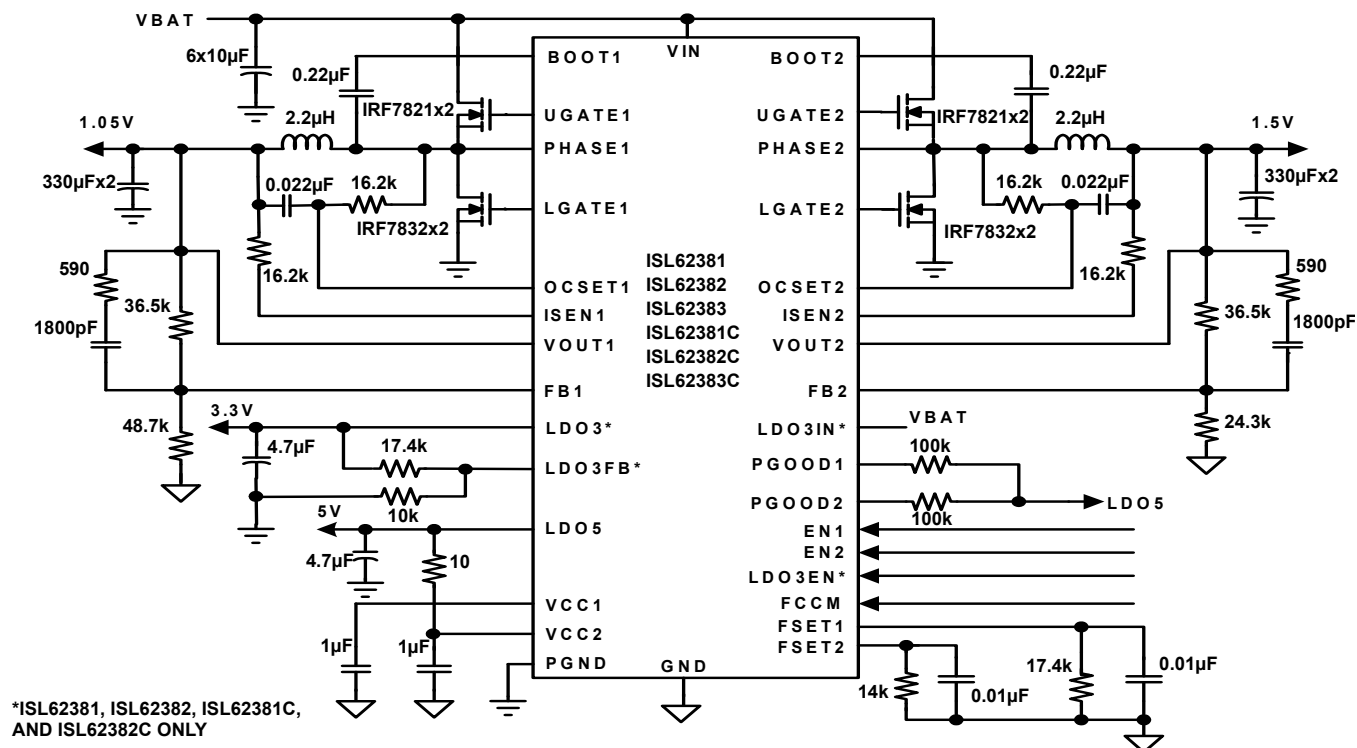 VBAT
6x10µF
0.22µF
IRF7821x2
2.2µH
1.05V
330µFx2
0.022µF
16.2k
IRF7832x2
16.2k
590
36.5k
1800pF
48.7k
3.3V
4.7µF
17.4k
10k
5V
4.7µF
10
1µF
1µF
VIN
BOOT1
UGATE1
PHASE1
LGATE1
OCSET1
ISEN1
VOUT1
FB1
LDO3*
LDO3FB*
LDO5
VCC1
VCC2
PGND
GND
ISL62381
ISL62382
ISL62383
ISL62381C
ISL62382C
ISL62383C
BOOT2
UGATE2
PHASE2
LGATE2
OCSET2
ISEN2
VOUT2
FB2
LDO3IN*
PGOOD1
PGOOD2
EN1
EN2
LDO3EN*
FCCM
FSET1
FSET2
0.22µF
IRF7821x2
2.2µH
1.5V
330µFx2
16.2k
0.022µF
IRF7832x2
16.2k
590
36.5k
1800pF
24.3k
VBAT
100k
100k
LDO5
14k
0.01µF
17.4k
0.01µF
*ISL62381, ISL62382, ISL62381C,
AND ISL62382C ONLY